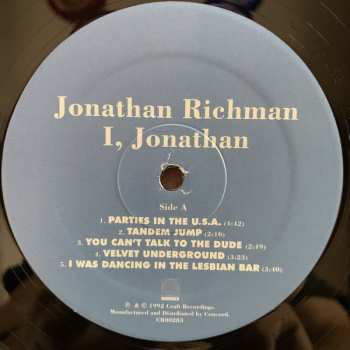 Jonathan Richman
I, Jonathan
Side A
1. PARTIES IN THE U.S.A. (4:42)
2. TANDEM JUMP (2:10)
3. YOU CAN'T TALK TO THE DUDE (2:49)
4. VELVET UNDERGROUND (3:23)
5. I WAS DANCING IN THE LESBIAN BAR (3:40)
℗ & © 1992 Craft Recordings.
Manufactured and Distributed by Concord.
CR00283